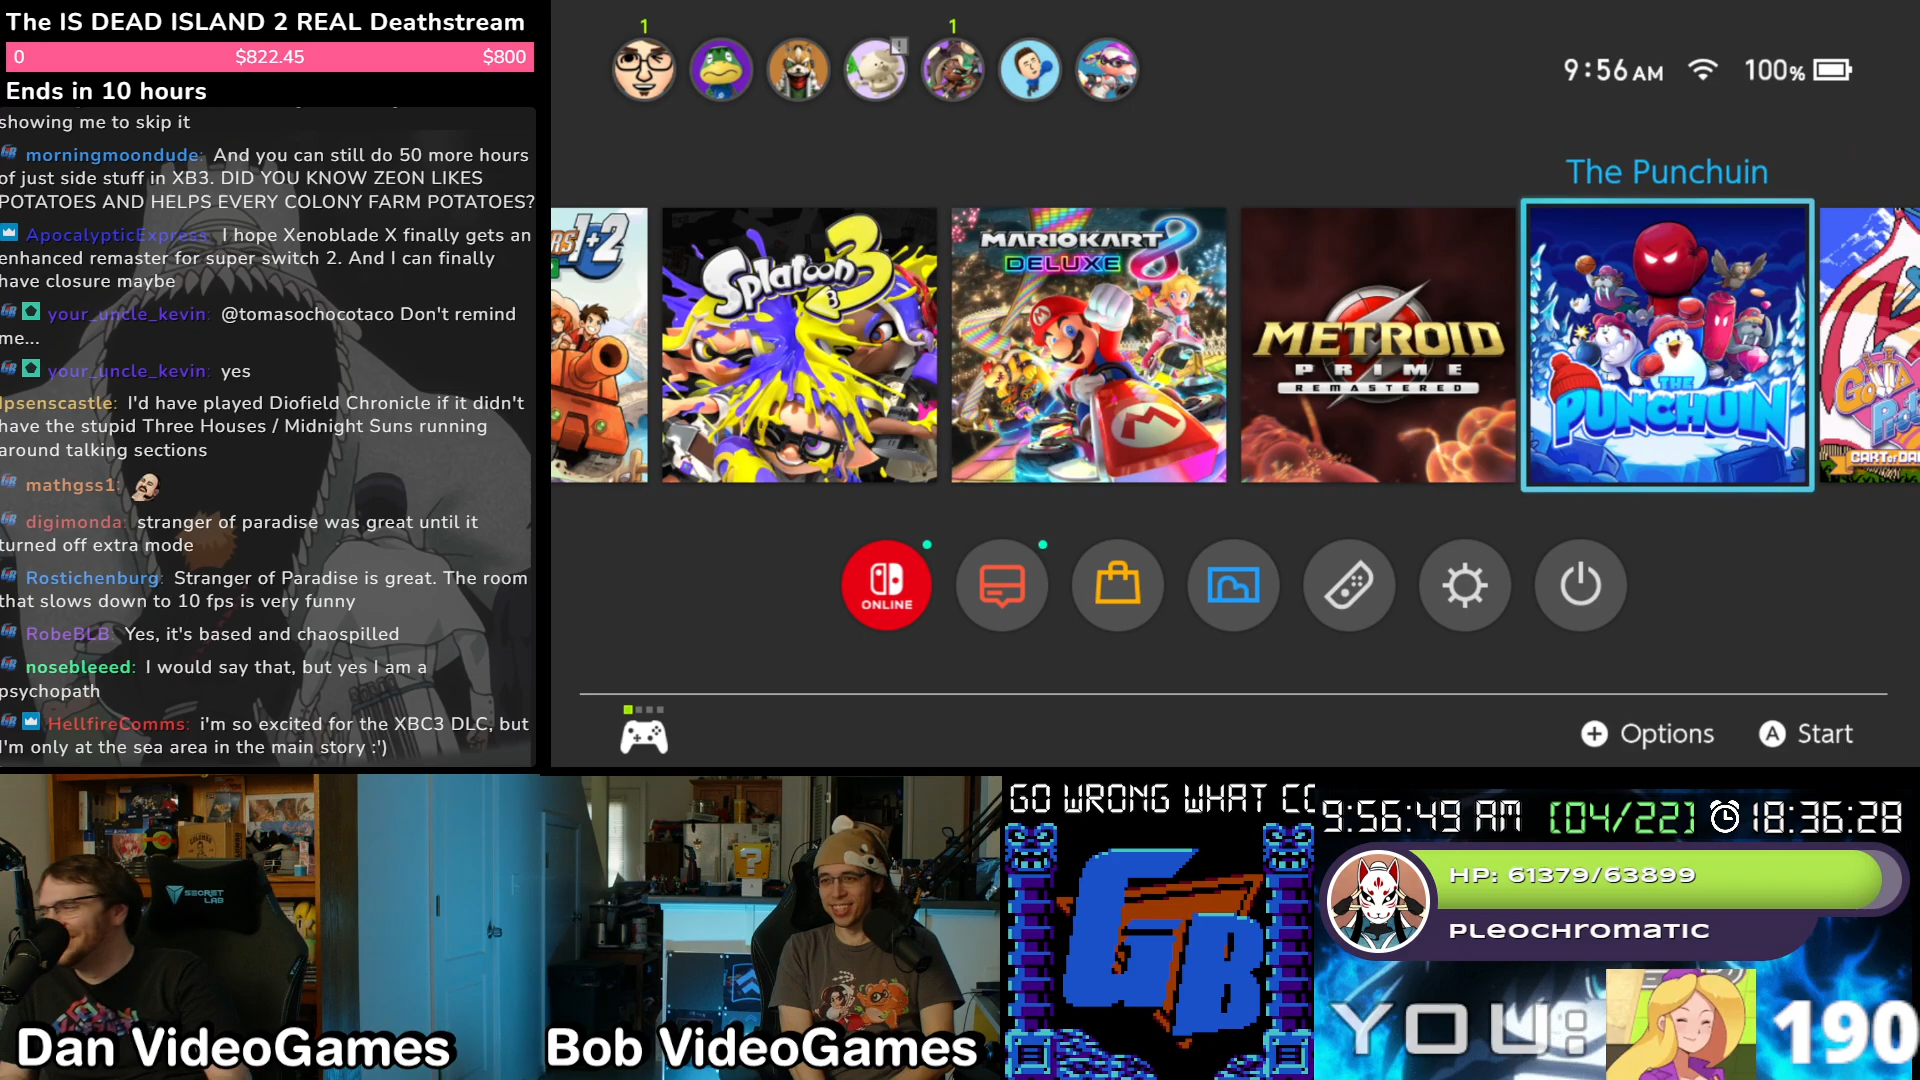 The IS DEAD ISLAND 2 REAL Deathstream
0 $822.45 $800
Ends in 10 hours
showing me to skip it
morningmoondude: And you can still do 50 more hours
of just side stuff in XB3. DID YOU KNOW ZEON LIKES
POTATOES AND HELPS EVERY COLONY FARM POTATOES?
ApocalypticExpress: I hope Xenoblade X finally gets an
enhanced remaster for super switch 2. And I can finally
have closure maybe
your_uncle_kevin: @tomasochocotaco Don't remind
me...
your_uncle_kevin: yes
Ipsenscastle: I'd have played Diofield Chronicle if it didn't
have the stupid Three Houses / Midnight Suns running
around talking sections
mathgss1:
digimonda: stranger of paradise was great until it
turned off extra mode
Rostichenburg: Stranger of Paradise is great. The room
that slows down to 10 fps is very funny
RobeBLB: Yes, it's based and chaospilled
nosebleeed: I would say that, but yes I am a
psychopath
HellfireComms: i'm so excited for the XBC3 DLC, but
I'm only at the sea area in the main story :')
1
1
9:56 AM 100%
The Punchuin
1+2
Splatoon 3
3
MARIOKART 8
DELUXE
M
METROID
PRIME
REMASTERED
THE
PUNCHUIN
ONLINE
+ Options
A Start
SECRET
LAB
?
Dan VideoGames
Bob VideoGames
GO WRONG WHAT CO
GB
9:56:49 AM [04/22] 18:36:28
HP: 61379/63899
PLEOCHROMATIC
YOU: 190